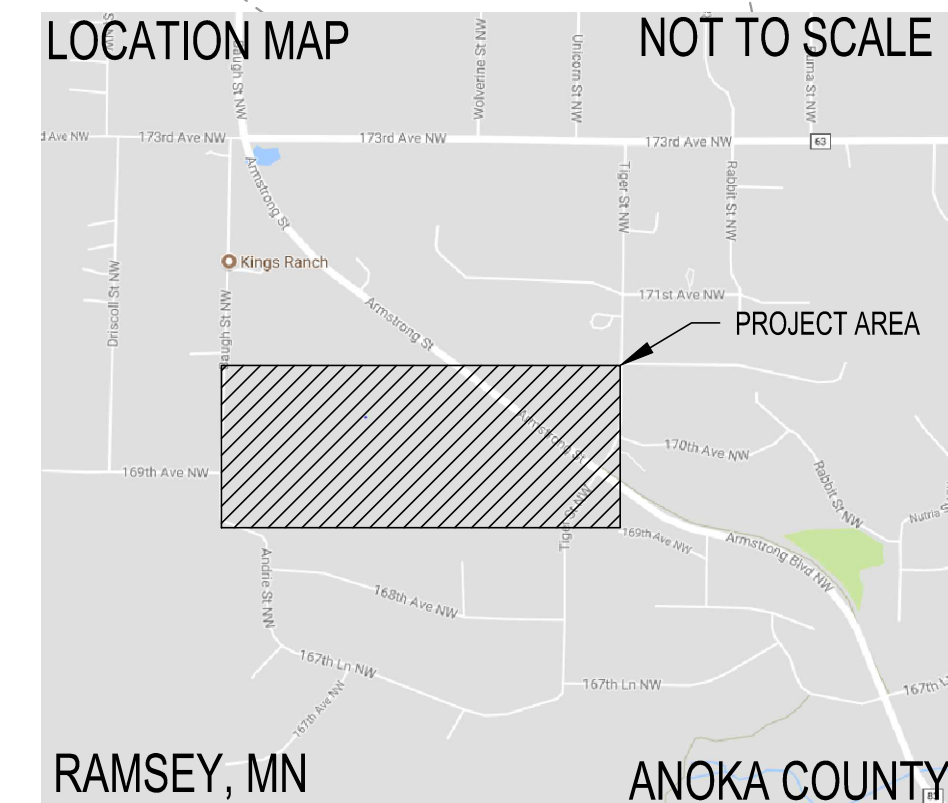 LOCATION MAP
NOT TO SCALE
Wolverine St NW
Unicorn St NW
173rd Ave NW
173rd Ave NW
173rd Ave NW
63
Armstrong St
Tiger St NW
Rabbit St NW
Kings Ranch
Driscoll St NW
171st Ave NW
Armstrong St
PROJECT AREA
Armstrong St
170th Ave NW
169th Ave NW
Rabbit St NW
Tiger St NW
169th Ave NW
Armstrong Blvd NW
Andrie St NW
168th Ave NW
167th Ln NW
167th Ln NW
167th Ave NW
RAMSEY, MN
ANOKA COUNTY